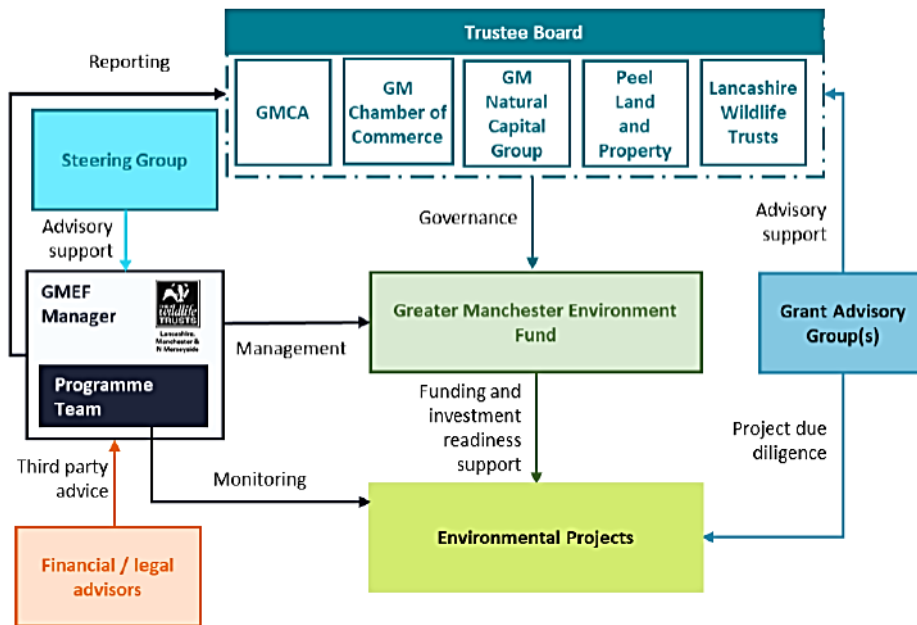 Trustee Board
Reporting
GMCA
GM
Chamber of
Commerce
GM
Natural
Capital
Group
Peel
Land
and
Property
Lancashire
Wildlife
Trusts
Steering Group
Advisory
support
Governance
Advisory
support
GMEF
Manager
wildlife
TRUSTS
Lancashire,
Manchester &
N Merseyside
Programme
Team
Management
Greater Manchester Environment
Fund
Grant Advisory
Group(s)
Funding and
investment
readiness
support
Project due
diligence
Third party
advice
Monitoring
Environmental Projects
Financial / legal
advisors